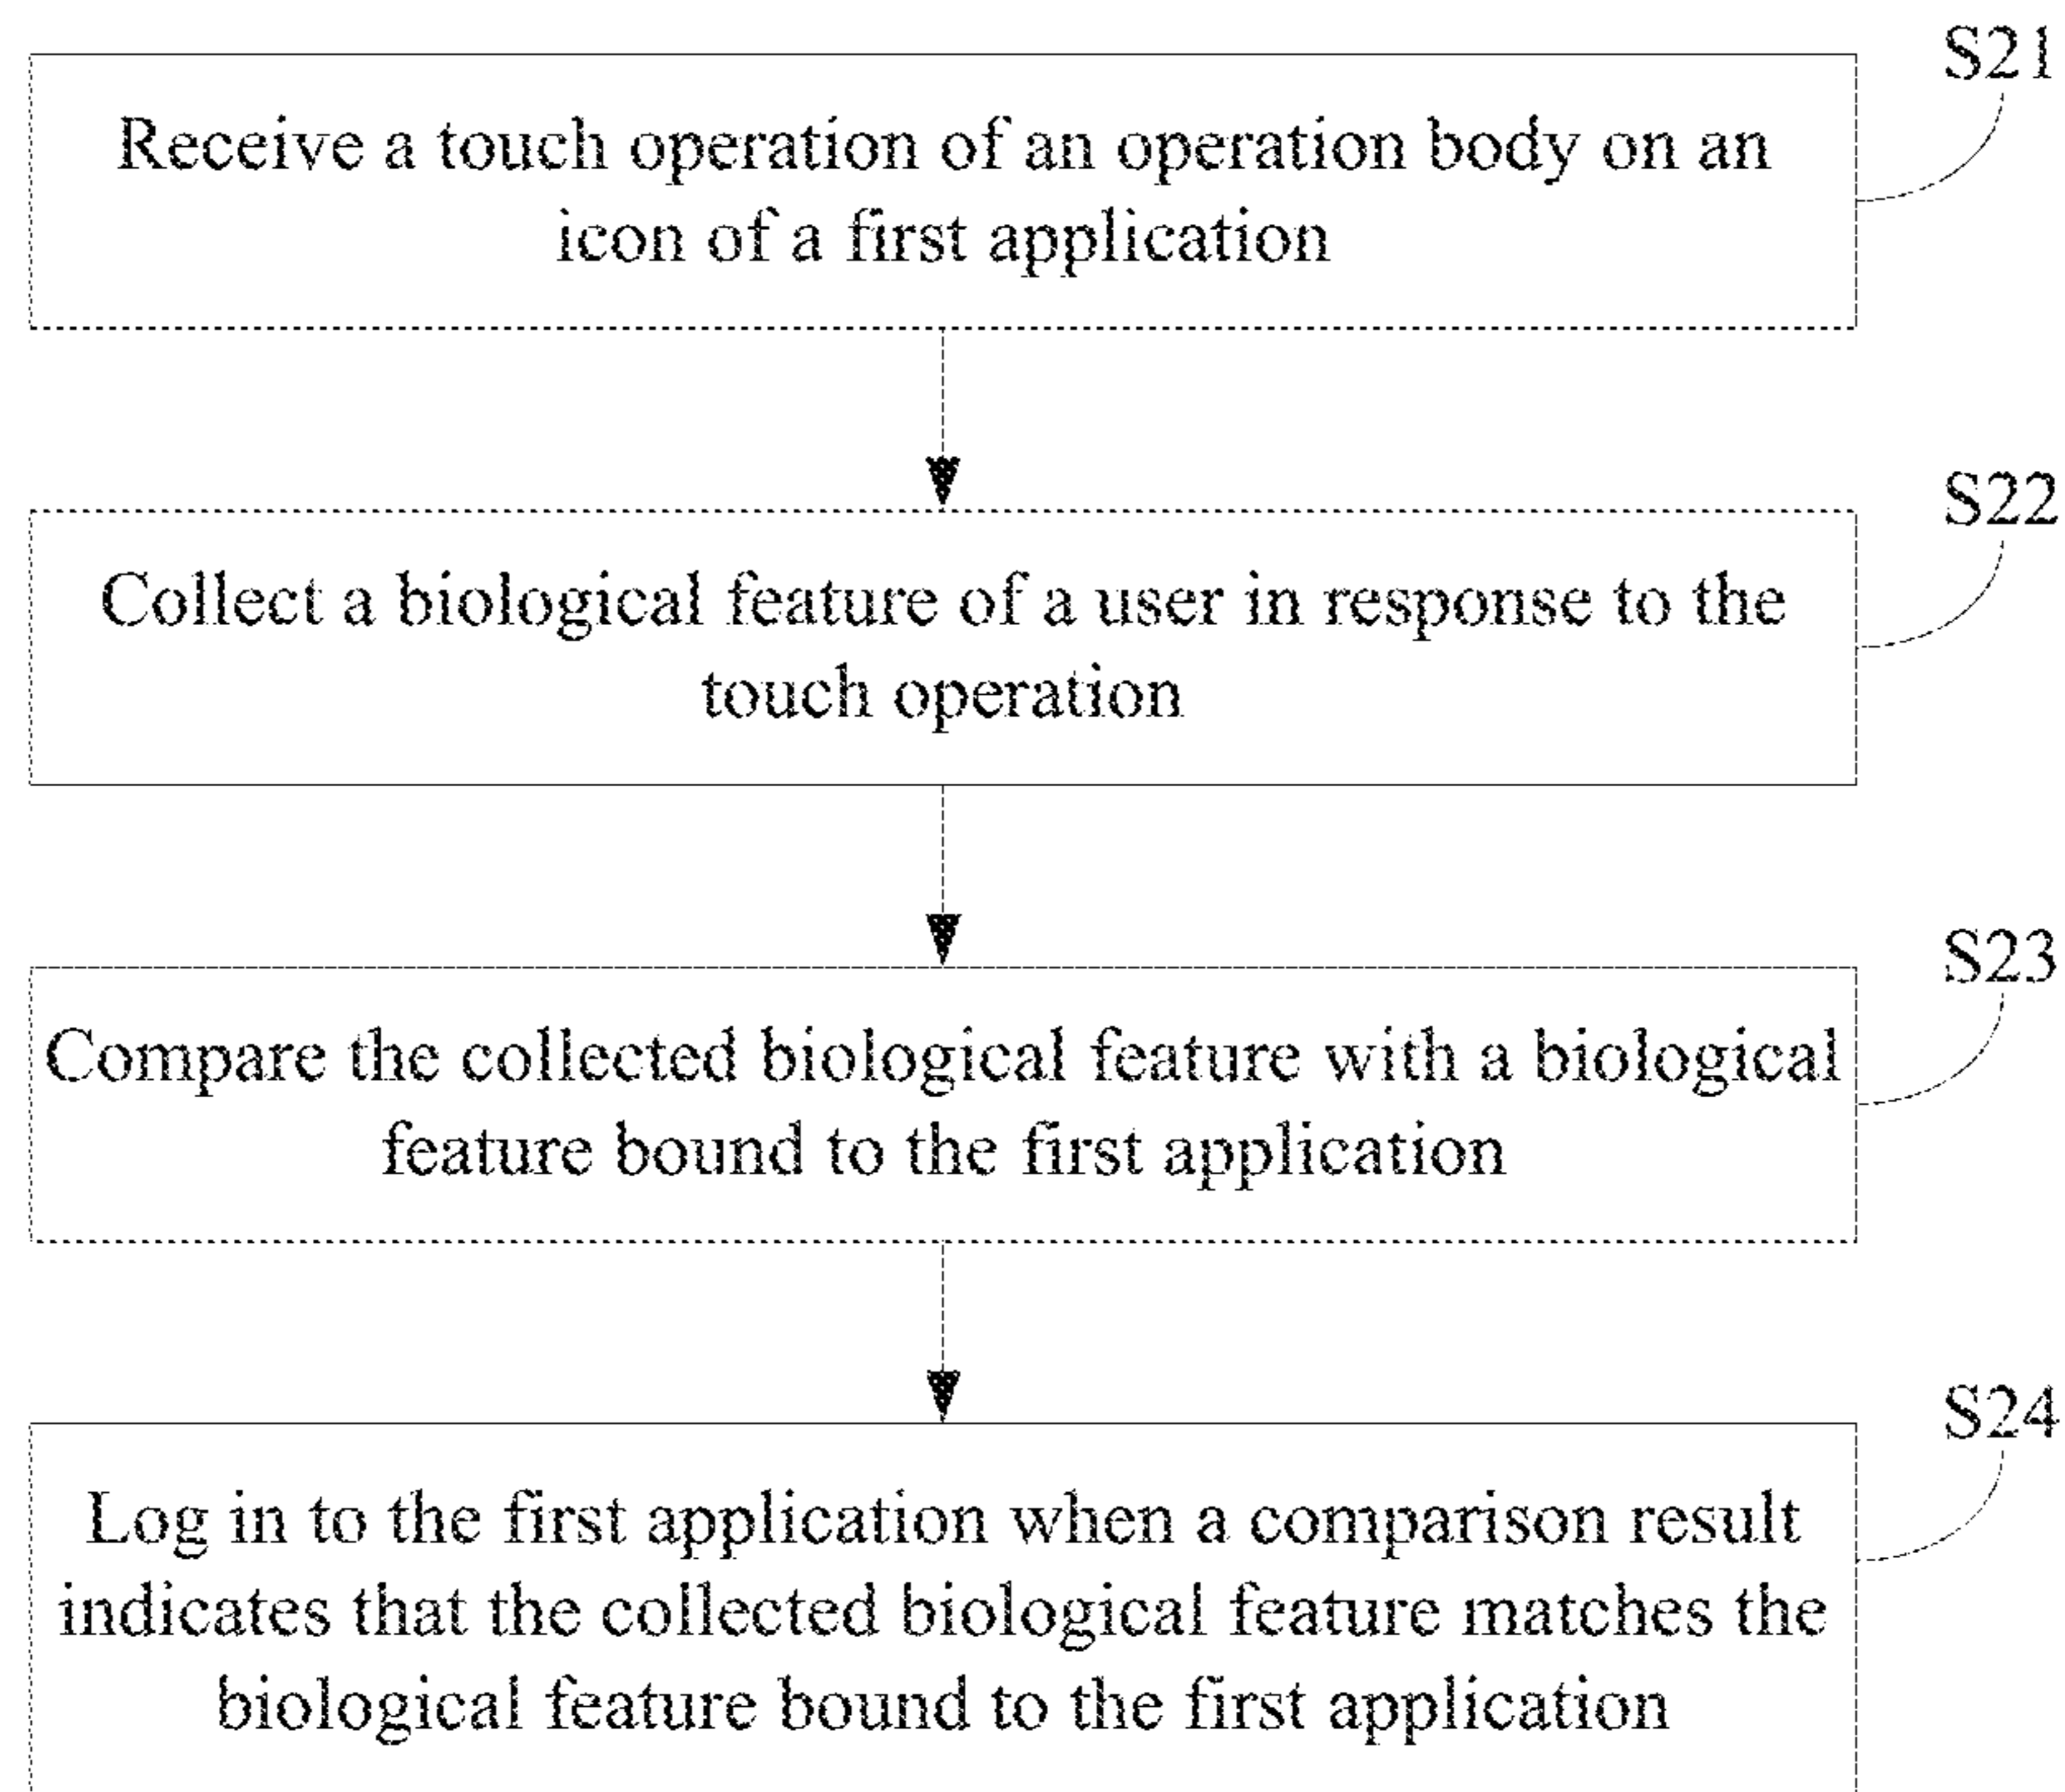 S21
Receive a touch operation of an operation body on an
icon of a first application
S22
Collect a biological feature of a user in response to the
touch operation
S23
Compare the collected biological feature with a biological
feature bound to the first application
S24
Log in to the first application when a comparison result
indicates that the collected biological feature matches the
biological feature bound to the first application